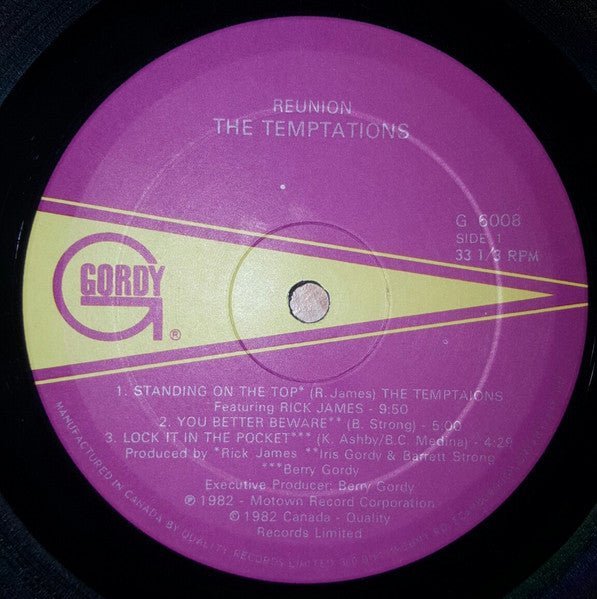 REUNION
THE TEMPTATIONS
G 6008
SIDE 1
33 1/3 RPM
GORDY
®
1. STANDING ON THE TOP* (R. James) THE TEMPTAIONS
Featuring RICK JAMES - 9:50
2. YOU BETTER BEWARE** (B. Strong) - 5:00
3. LOCK IT IN THE POCKET*** (K. Ashby/B.C. Medina) - 4:29
Produced by *Rick James **Iris Gordy & Barrett Strong
***Berry Gordy
Executive Producer: Berry Gordy
℗ 1982 - Motown Record Corporation
© 1982 Canada - Quality
Records Limited
MANUFACTURED IN CANADA BY QUALITY RECORDS LIMITED